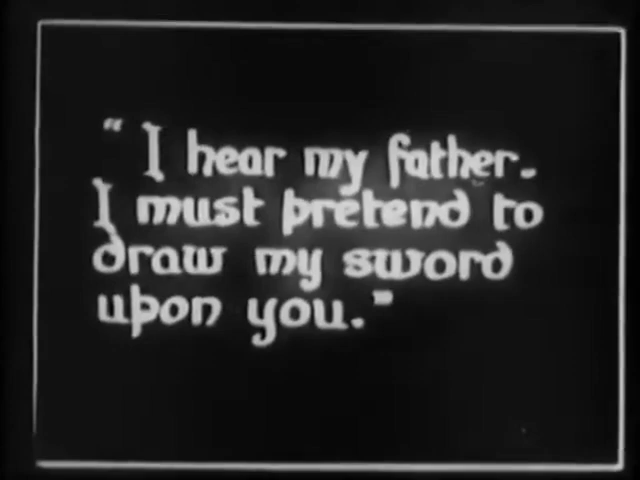 " I hear my father.
I must pretend to
draw my sword
upon you."